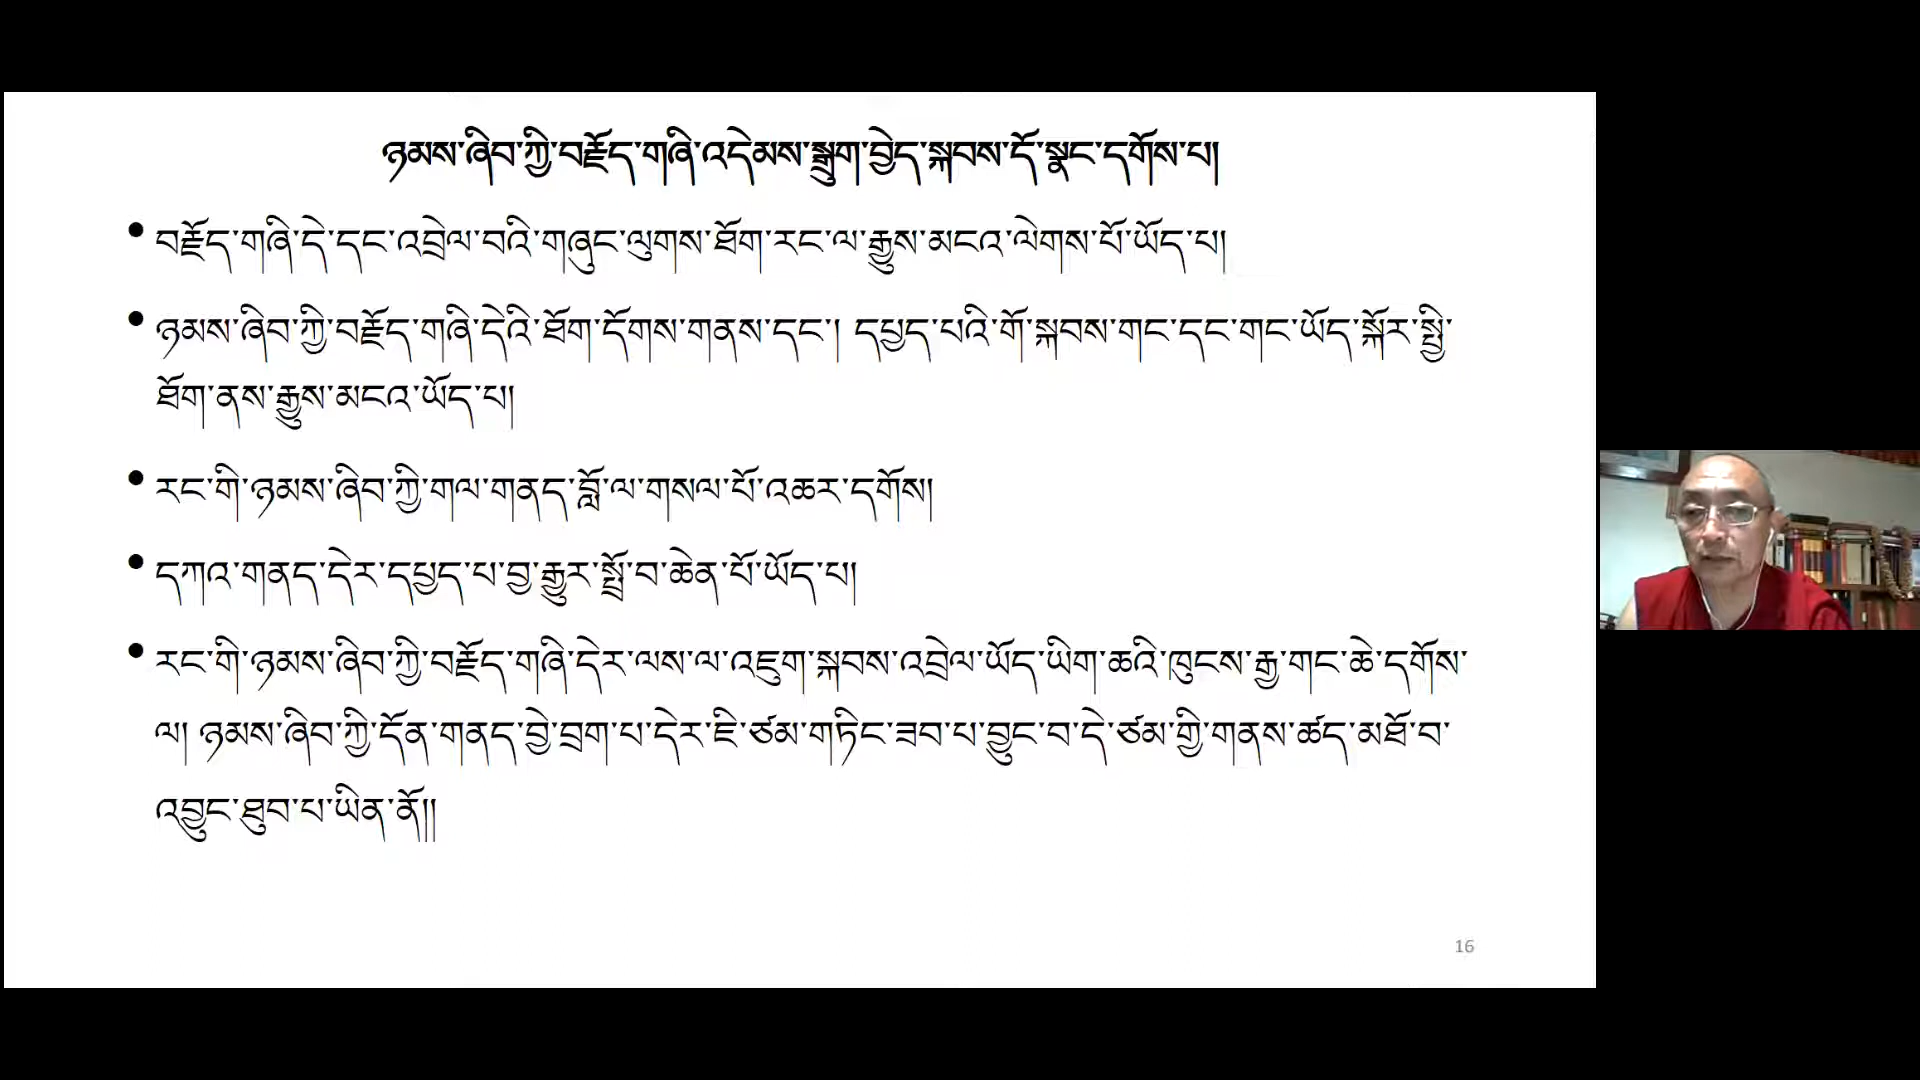 ཉམས་ཞིབ་ཀྱི་བརྗོད་གཞི་འདེམས་སྒྲུག་བྱེད་སྐབས་དོ་སྣང་དགོས་པ།
• བརྗོད་གཞི་དེ་དང་འབྲེལ་བའི་གཞུང་ལུགས་ཐོག་རང་ལ་རྒྱུས་མངའ་ལེགས་པོ་ཡོད་པ།
• ཉམས་ཞིབ་ཀྱི་བརྗོད་གཞི་དེའི་ཐོག་དོགས་གནས་དང་། དཔྱད་པའི་གོ་སྐབས་གང་དང་གང་ཡོད་སྐོར་སྤྱི་
ཐོག་ནས་རྒྱུས་མངའ་ཡོད་པ།
• རང་གི་ཉམས་ཞིབ་ཀྱི་གལ་གནད་བློ་ལ་གསལ་པོ་འཆར་དགོས།
• དཀའ་གནད་དེར་དཔྱད་པ་བྱ་རྒྱུར་སྤྲོ་བ་ཆེན་པོ་ཡོད་པ།
• རང་གི་ཉམས་ཞིབ་ཀྱི་བརྗོད་གཞི་དེར་ལས་ལ་འཇུག་སྐབས་འབྲེལ་ཡོད་ཡིག་ཆའི་ཁུངས་རྒྱ་གང་ཆེ་དགོས་
ལ། ཉམས་ཞིབ་ཀྱི་དོན་གནད་བྱེ་བྲག་པ་དེར་ཇི་ཙམ་གཏིང་ཟབ་པ་བྱུང་བ་དེ་ཙམ་གྱི་གནས་ཚད་མཐོ་བ་
འབྱུང་ཐུབ་པ་ཡིན་ནོ།།
16